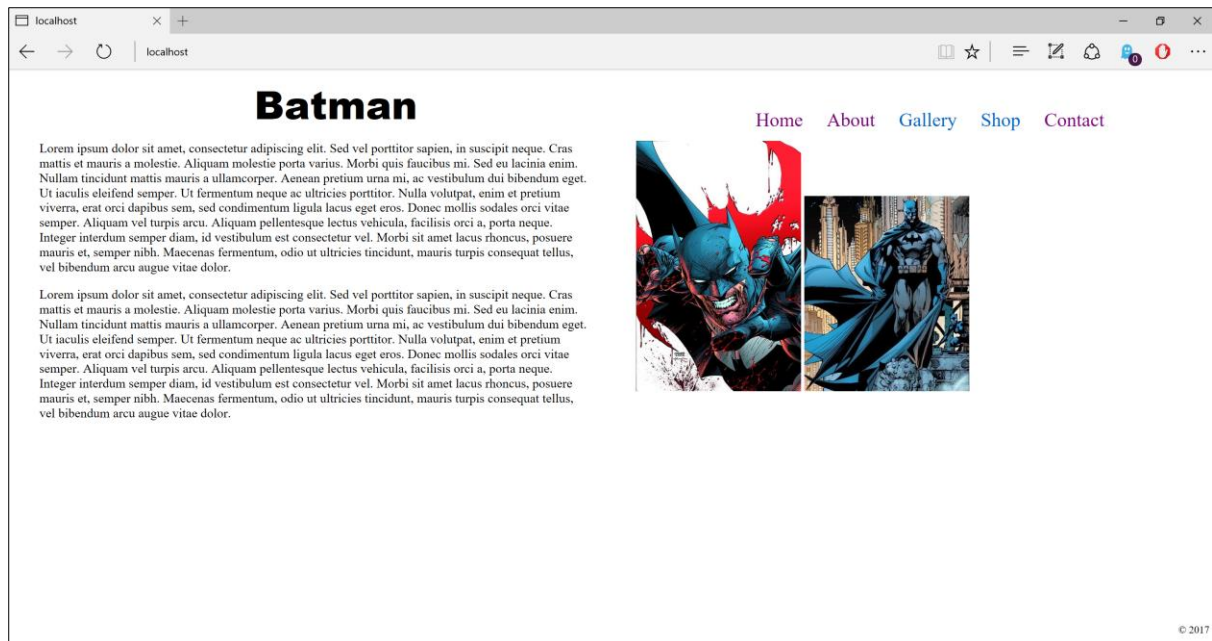 localhost
localhost
0
Batman
Home About Gallery Shop Contact
Lorem ipsum dolor sit amet, consectetur adipiscing elit. Sed vel porttitor sapien, in suscipit neque. Cras
mattis et mauris a molestie. Aliquam molestie porta varius. Morbi quis faucibus mi. Sed eu lacinia enim.
Nullam tincidunt mattis mauris a ullamcorper. Aenean pretium urna mi, ac vestibulum dui bibendum eget.
Ut iaculis eleifend semper. Ut fermentum neque ac ultricies porttitor. Nulla volutpat, enim et pretium
viverra, erat orci dapibus sem, sed condimentum ligula lacus eget eros. Donec mollis sodales orci vitae
semper. Aliquam vel turpis arcu. Aliquam pellentesque lectus vehicula, facilisis orci a, porta neque.
Integer interdum semper diam, id vestibulum est consectetur vel. Morbi sit amet lacus rhoncus, posuere
mauris et, semper nibh. Maecenas fermentum, odio ut ultricies tincidunt, mauris turpis consequat tellus,
vel bibendum arcu augue vitae dolor.
Lorem ipsum dolor sit amet, consectetur adipiscing elit. Sed vel porttitor sapien, in suscipit neque. Cras
mattis et mauris a molestie. Aliquam molestie porta varius. Morbi quis faucibus mi. Sed eu lacinia enim.
Nullam tincidunt mattis mauris a ullamcorper. Aenean pretium urna mi, ac vestibulum dui bibendum eget.
Ut iaculis eleifend semper. Ut fermentum neque ac ultricies porttitor. Nulla volutpat, enim et pretium
viverra, erat orci dapibus sem, sed condimentum ligula lacus eget eros. Donec mollis sodales orci vitae
semper. Aliquam vel turpis arcu. Aliquam pellentesque lectus vehicula, facilisis orci a, porta neque.
Integer interdum semper diam, id vestibulum est consectetur vel. Morbi sit amet lacus rhoncus, posuere
mauris et, semper nibh. Maecenas fermentum, odio ut ultricies tincidunt, mauris turpis consequat tellus,
vel bibendum arcu augue vitae dolor.
© 2017